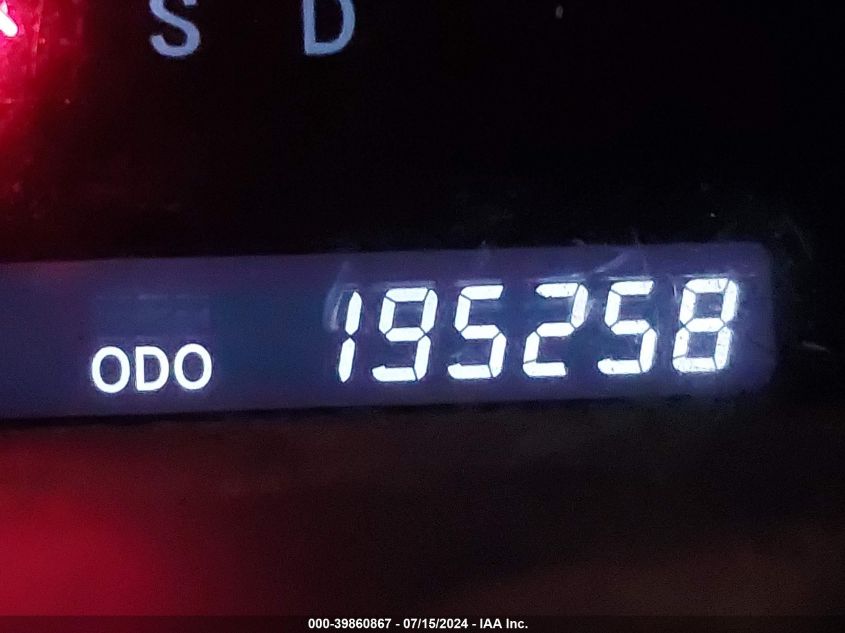 S D
ODO 195258
000-39860867 - 07/15/2024 - IAA Inc.